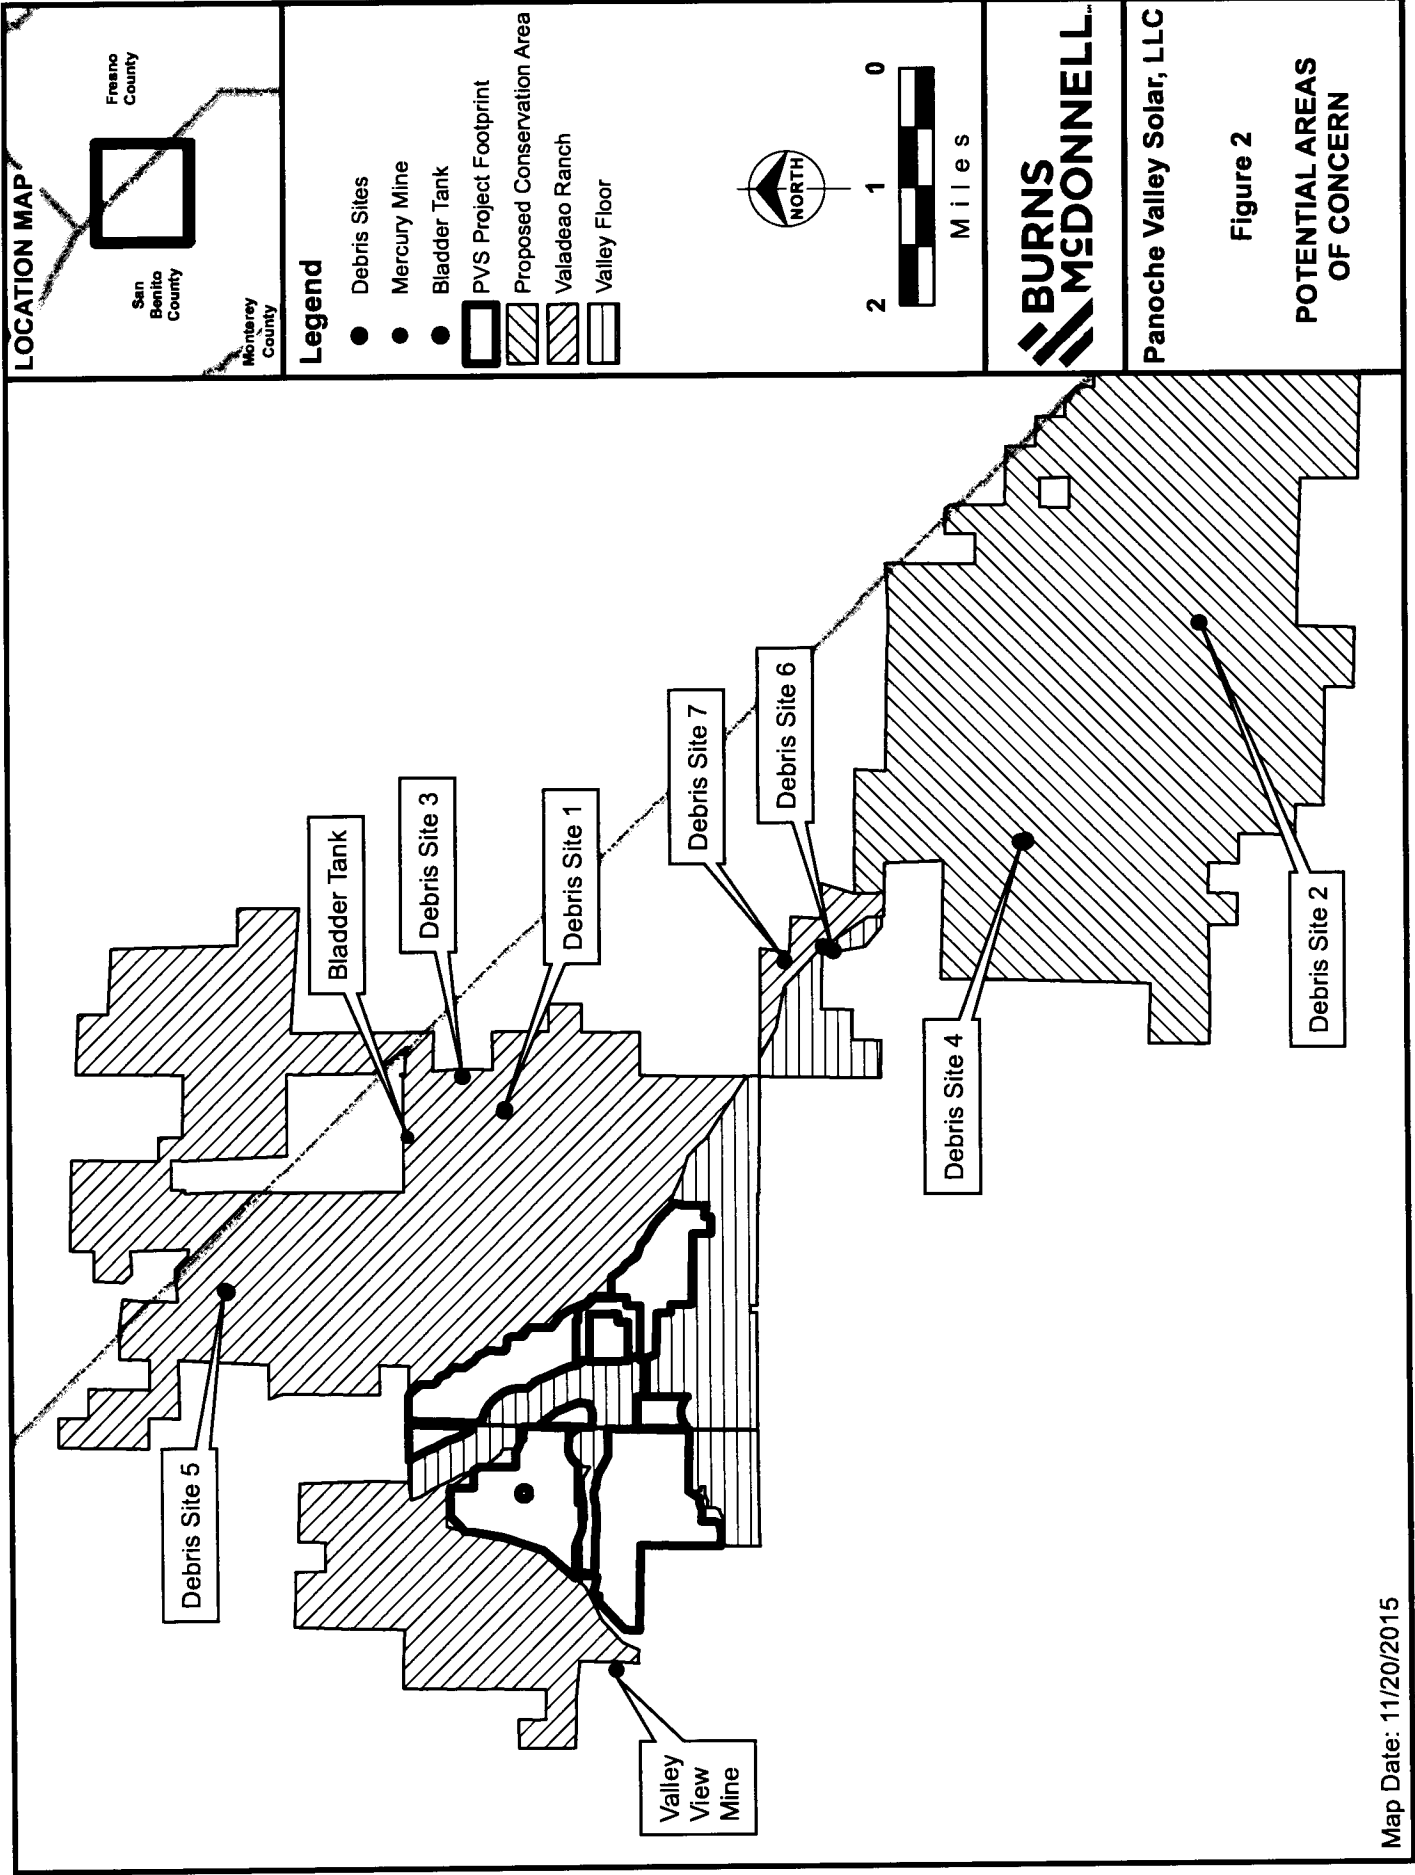 LOCATION MAP
Fresno
County
San
Benito
County
Monterey
County
Legend
Debris Sites
Mercury Mine
Bladder Tank
PVS Project Footprint
Proposed Conservation Area
Valadeao Ranch
Valley Floor
NORTH
2 1 0
Miles
BURNS
McDONNELL
Panoche Valley Solar, LLC
Figure 2
POTENTIAL AREAS
OF CONCERN
Debris Site 5
Bladder Tank
Debris Site 3
Debris Site 1
Debris Site 7
Debris Site 6
Valley
View
Mine
Debris Site 4
Debris Site 2
Map Date: 11/20/2015